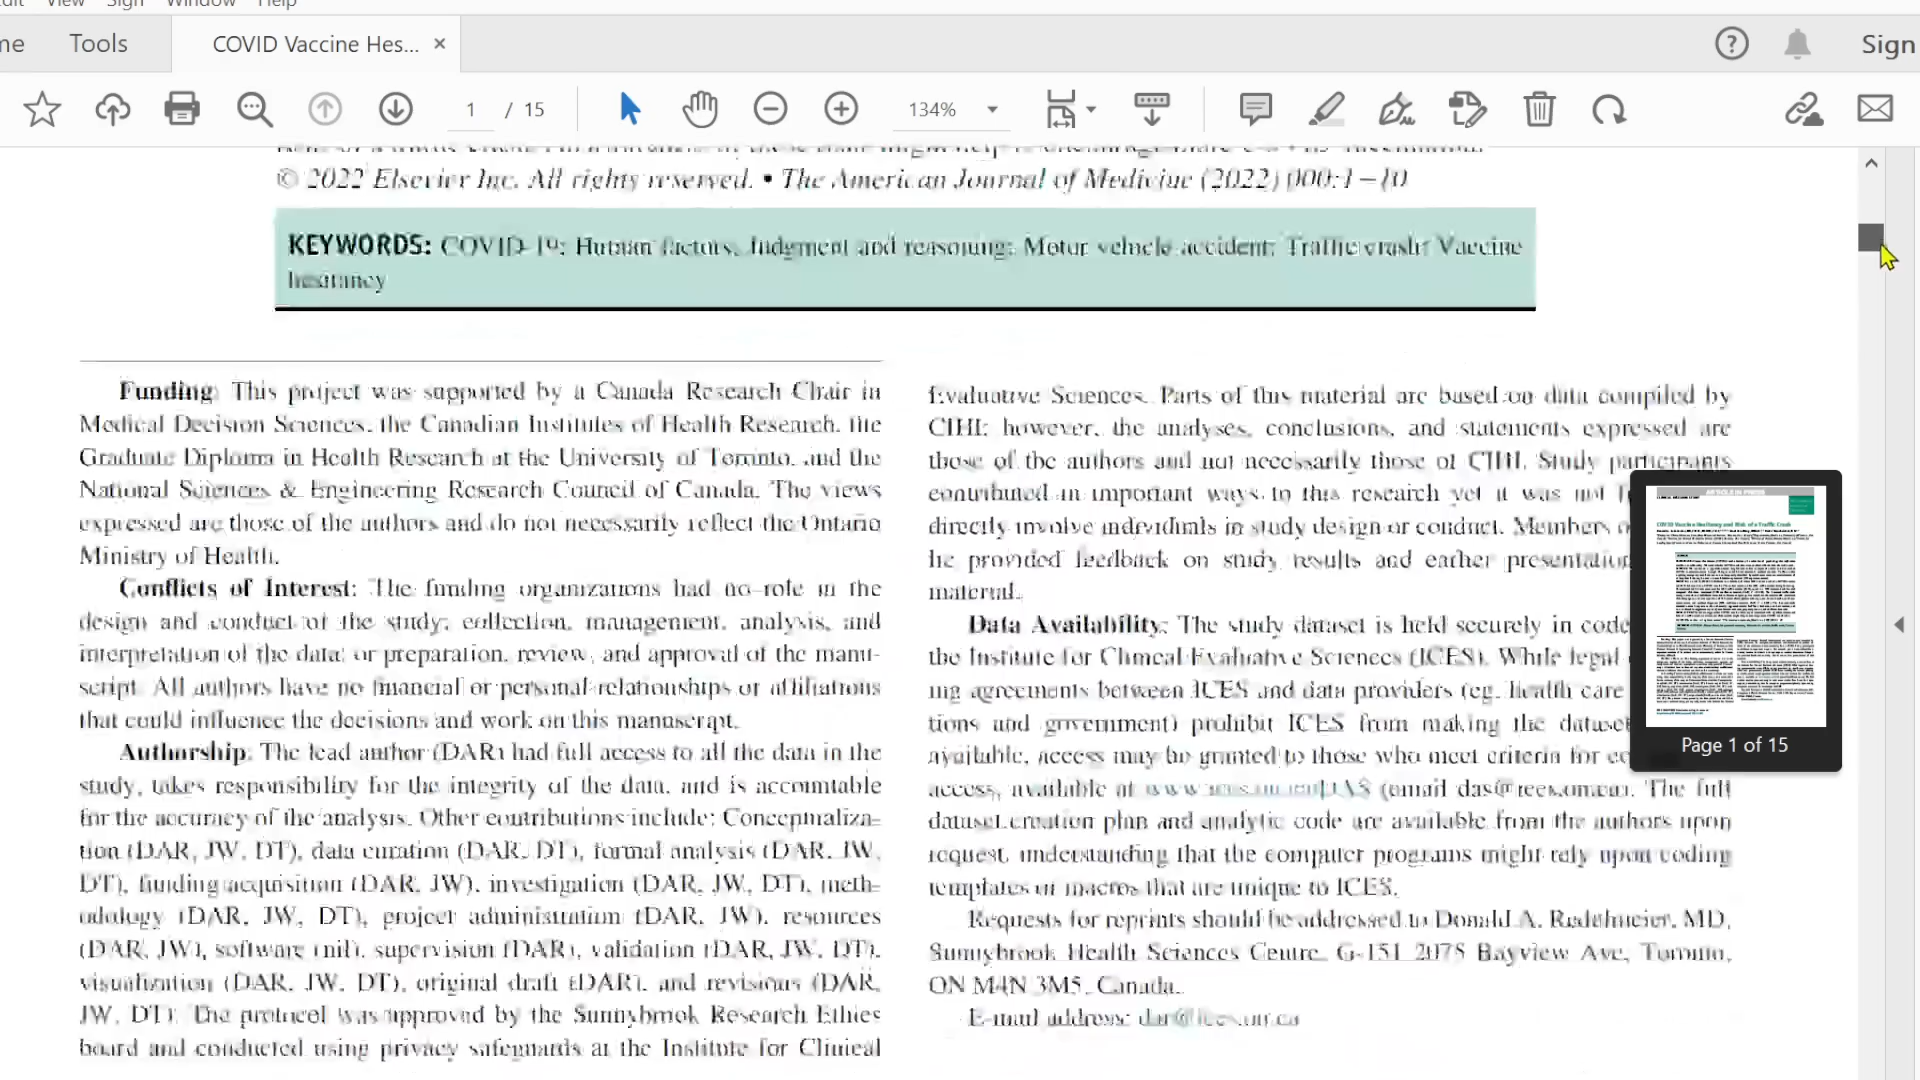 Edit View Sign Window Help
me Tools COVID Vaccine Hes... ×
? Sign
1 / 15 134%
© 2022 Elsevier Inc. All rights reserved. • The American Journal of Medicine (2022) 000:1–10
KEYWORDS: COVID-19; Human factors, Judgment and reasoning; Motor vehicle accident; Traffic crash; Vaccine
hesitancy
Funding: This project was supported by a Canada Research Chair in
Medical Decision Sciences, the Canadian Institutes of Health Research, the
Graduate Diploma in Health Research at the University of Toronto, and the
National Sciences & Engineering Research Council of Canada. The views
expressed are those of the authors and do not necessarily reflect the Ontario
Ministry of Health.
Conflicts of Interest: The funding organizations had no role in the
design and conduct of the study; collection, management, analysis, and
interpretation of the data; or preparation, review, and approval of the manu-
script. All authors have no financial or personal relationships or affiliations
that could influence the decisions and work on this manuscript.
Authorship: The lead author (DAR) had full access to all the data in the
study, takes responsibility for the integrity of the data, and is accountable
for the accuracy of the analysis. Other contributions include: Conceptualiza-
tion (DAR, JW, DT), data curation (DAR, DT), formal analysis (DAR, JW,
DT), funding acquisition (DAR, JW), investigation (DAR, JW, DT), meth-
odology (DAR, JW, DT), project administration (DAR, JW), resources
(DAR, JW), software (nil), supervision (DAR), validation (DAR, JW, DT),
visualization (DAR, JW, DT), original draft (DAR), and revisions (DAR,
JW, DT). The protocol was approved by the Sunnybrook Research Ethics
board and conducted using privacy safeguards at the Institute for Clinical
Evaluative Sciences. Parts of this material are based on data compiled by
CIHI; however, the analyses, conclusions, and statements expressed are
those of the authors and not necessarily those of CIHI. Study participants
contributed in important ways to this research yet it was not
directly involve individuals in study design or conduct. Members
he provided feedback on study results and earlier presentation
material.
Data Availability: The study dataset is held securely in code
the Institute for Clinical Evaluative Sciences (ICES). While legal
ing agreements between ICES and data providers (eg, health care
tions and government) prohibit ICES from making the dataset
available, access may be granted to those who meet criteria for
access, available at www.ices.on.ca/DAS (email das@ices.on.ca). The full
dataset creation plan and analytic code are available from the authors upon
request, understanding that the computer programs might rely upon coding
templates or macros that are unique to ICES.
Requests for reprints should be addressed to Donald A. Redelmeier, MD,
Sunnybrook Health Sciences Centre, G-151 2075 Bayview Ave, Toronto,
ON M4N 3M5, Canada.
E-mail address: dar@ices.on.ca
ARTICLE IN PRESS
COVID Vaccine Hesitancy and Risk of a Traffic Crash
Page 1 of 15